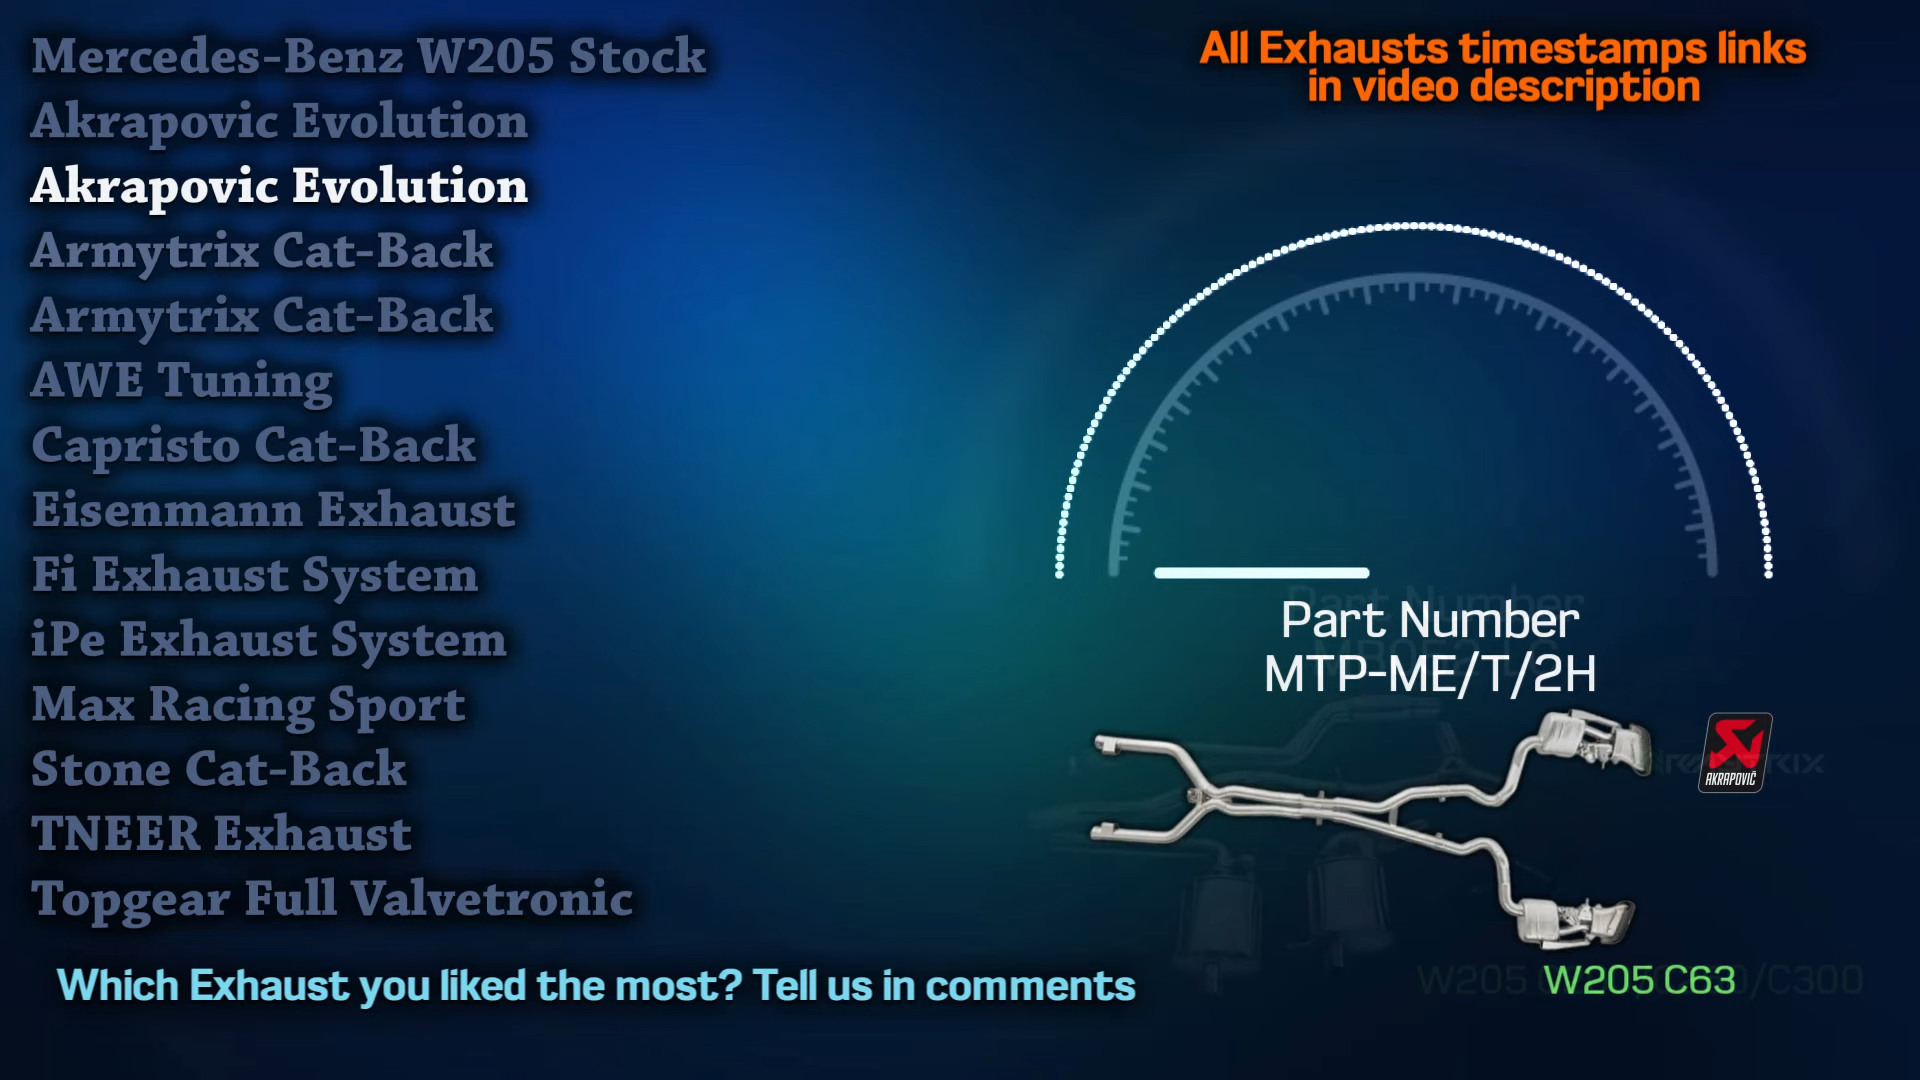 Mercedes-Benz W205 Stock
Akrapovic Evolution
Akrapovic Evolution
Armytrix Cat-Back
Armytrix Cat-Back
AWE Tuning
Capristo Cat-Back
Eisenmann Exhaust
Fi Exhaust System
iPe Exhaust System
Max Racing Sport
Stone Cat-Back
TNEER Exhaust
Topgear Full Valvetronic
Which Exhaust you liked the most? Tell us in comments
All Exhausts timestamps links
in video description
Part Number
MTP-ME/T/2H
AKRAPOVIČ
W205 C63